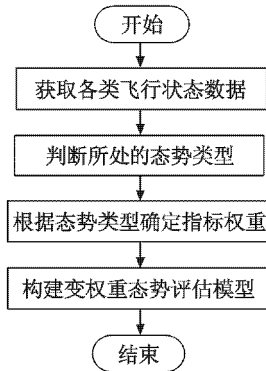 开始
获取各类飞行状态数据
判断所处的态势类型
根据态势类型确定指标权重
构建变权重态势评估模型
结束